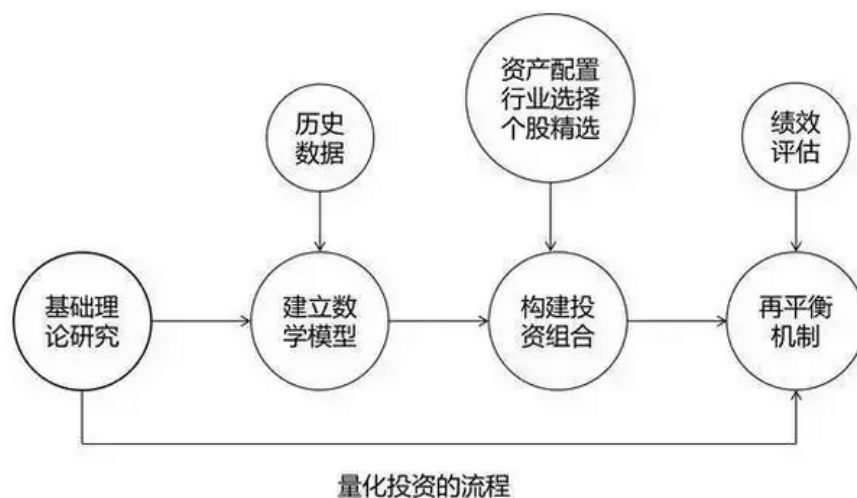 资产配置
行业选择
个股精选
历史
数据
绩效
评估
基础理
论研究
建立数
学模型
构建投
资组合
再平衡
机制
量化投资的流程